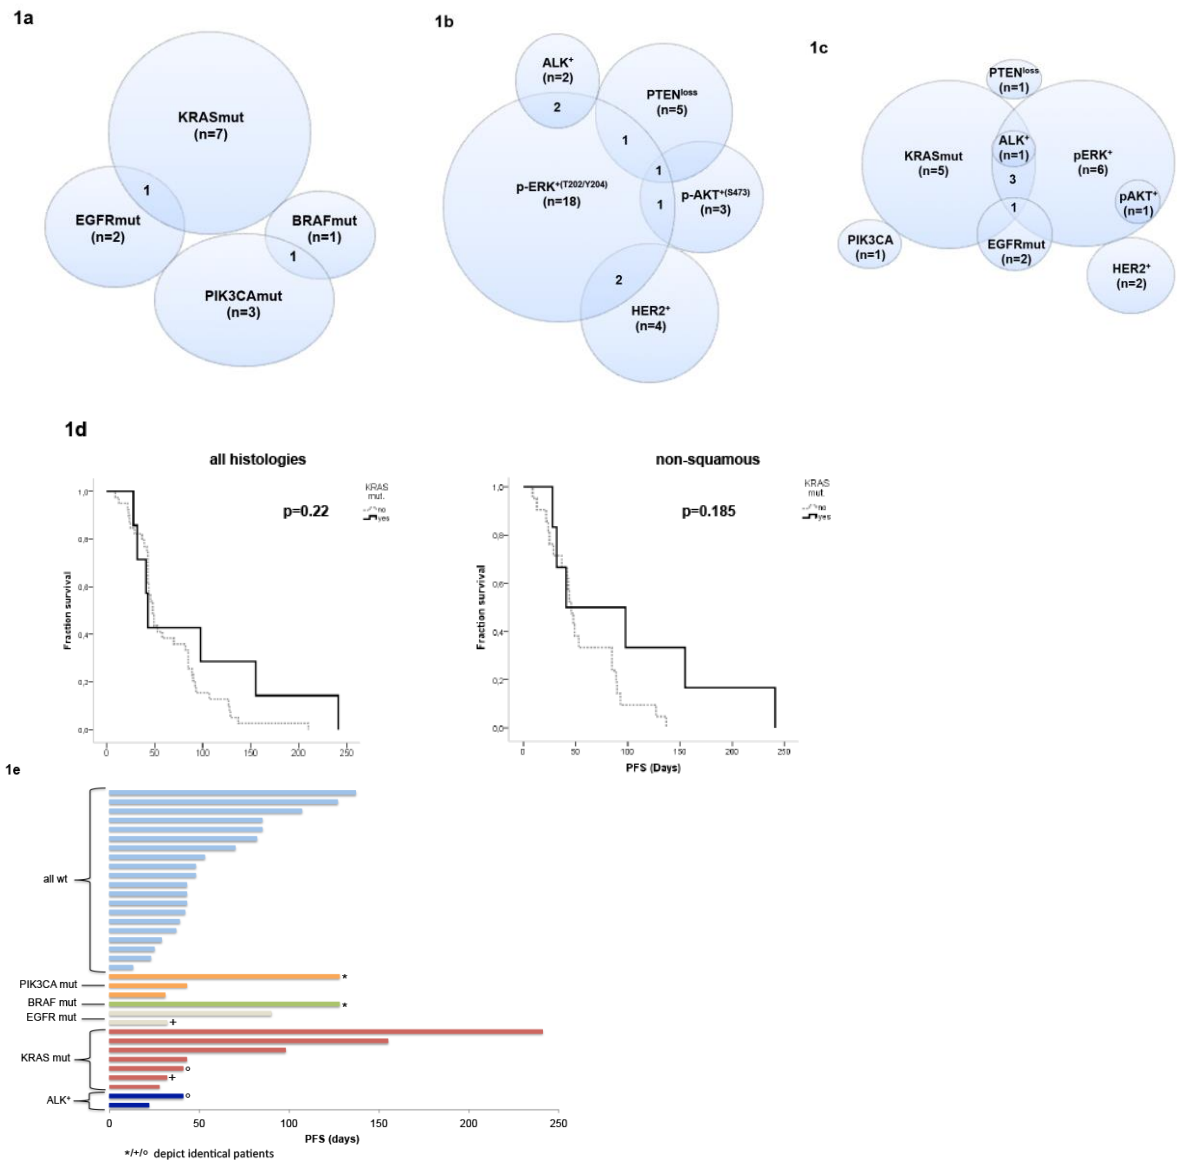 1a
KRASmut
(n=7)
1
EGFRmut
(n=2)
BRAFmut
(n=1)
1
PIK3CAmut
(n=3)
1b
ALK⁺
(n=2)
2
PTENˡᵒˢˢ
(n=5)
1
1
p-ERK⁺⁽ᵀ²⁰²/ʸ²⁰⁴⁾
(n=18)
1
p-AKT⁺⁽ˢ⁴⁷³⁾
(n=3)
2
HER2⁺
(n=4)
1c
PTENˡᵒˢˢ
(n=1)
ALK⁺
(n=1)
KRASmut
(n=5)
3
pERK⁺
(n=6)
pAKT⁺
(n=1)
1
PIK3CA
(n=1)
EGFRmut
(n=2)
HER2⁺
(n=2)
1d
all histologies
KRAS
mut.
no
yes
p=0.22
Fraction survival
1,0
0,8
0,6
0,4
0,2
0,0
0 50 100 150 200 250
non-squamous
KRAS
mut.
no
yes
p=0.185
Fraction survival
1,0
0,8
0,6
0,4
0,2
0,0
0 50 100 150 200 250
PFS (Days)
1e
all wt
PIK3CA mut
*
BRAF mut
*
EGFR mut
+
KRAS mut
°
+
ALK⁺
°
0 50 100 150 200 250
PFS (days)
*/+/° depict identical patients